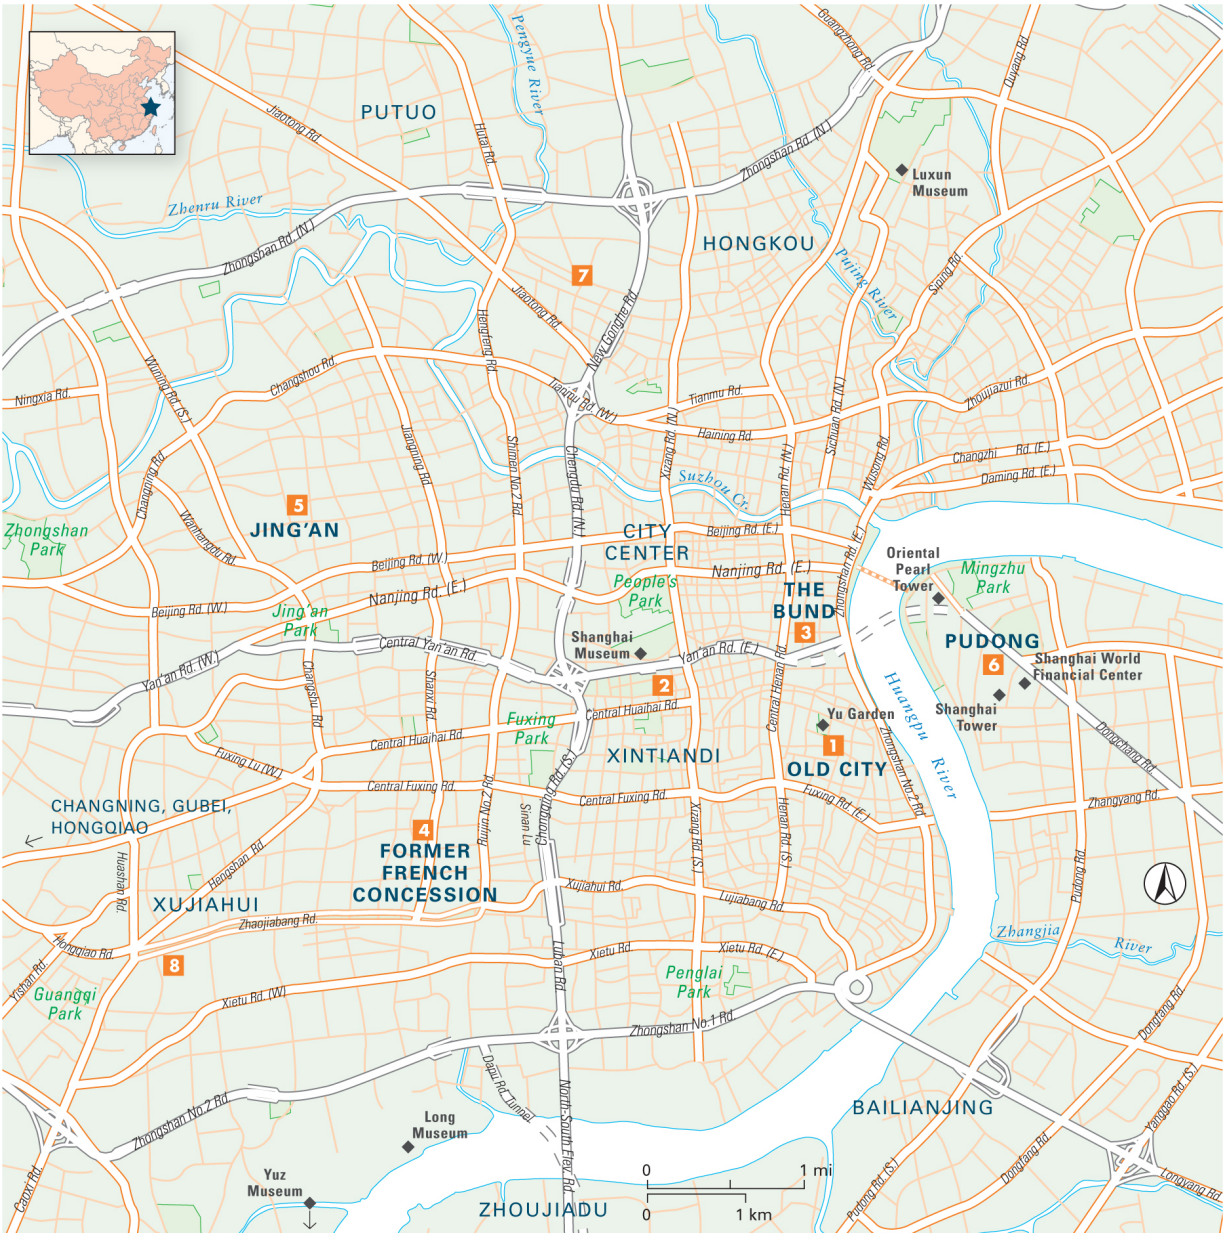 Guangzhong Rd.
Ouyang Rd.
Pengyue River
PUTUO
Jiaotong Rd.
Hutai Rd.
Zhongshan Rd. (N.)
Luxun
Museum
Zhenru River
Zhongshan Rd. (N.)
HONGKOU
Pujing River
Siping Rd.
7
Jiaotong Rd.
New Gonghe Rd.
Hengfeng Rd.
Wuning Rd. (S.)
Changshou Rd.
Ningxia Rd.
Tianmu Rd. (W.)
Tianmu Rd.
Zhoujiazui Rd.
Haining Rd.
Xizang Rd. (N.)
Sichuan Rd. (N.)
Jiangning Rd.
Shimen No.2 Rd.
Chengdu Rd. (N.)
Henan Rd. (N.)
Wusong Rd.
Changzhi Rd. (E.)
Daming Rd. (E.)
Changning Rd.
Suzhou Cr.
5
JING'AN
Wanhangdu Rd.
Zhongshan
Park
CITY
CENTER
Beijing Rd. (E.)
Zhongshan Rd. (E.)
Oriental
Pearl
Tower
Mingzhu
Park
Beijing Rd. (W.)
Nanjing Rd. (E.)
People's
Park
Nanjing Rd. (E.)
THE
BUND
3
Beijing Rd. (W.)
Jing'an
Park
Shanghai
Museum
Central Yan'an Rd.
Yan'an Rd. (E.)
PUDONG
6
Shanghai World
Financial Center
Yan'an Rd. (W.)
Changshu Rd.
Shanxi Rd.
2
Central Henan Rd.
Huangpu River
Shanghai
Tower
Central Huaihai Rd.
Fuxing
Park
Yu Garden
1
OLD CITY
Zhongshan No.2 Rd.
Dongchang Rd.
Central Huaihai Rd.
XINTIANDI
Fuxing Lu (W.)
Central Fuxing Rd.
Central Fuxing Rd.
Fuxing Rd. (E.)
Zhangyang Rd.
CHANGNING, GUBEI,
HONGQIAO
Ruijin No.2 Rd.
Sinan Lu
Chongqing Rd. (S.)
Xizang Rd. (S.)
Henan Rd. (S.)
4
FORMER
FRENCH
CONCESSION
Huashan Rd.
Hengshan Rd.
Pudong Rd.
Xujiahui Rd.
Lujiabang Rd.
XUJIAHUI
Zhaojiabang Rd.
Zhangjia River
Hongqiao Rd.
8
Luban Rd.
Xietu Rd.
Xietu Rd. (E.)
Yishan Rd.
Guangqi
Park
Xietu Rd. (W)
Penglai
Park
Zhongshan No.1 Rd.
Dongfang Rd.
Dapu Rd. Tunnel
North-South Elev. Rd.
Zhongshan No.2 Rd.
Long
Museum
BAILIANJING
Yanggao Rd. (S.)
Dongfang Rd.
Yuz
Museum
Caoxi Rd.
0 1 mi
0 1 km
ZHOUJIADU
Pudong Rd. (S.)
Longyang Rd.